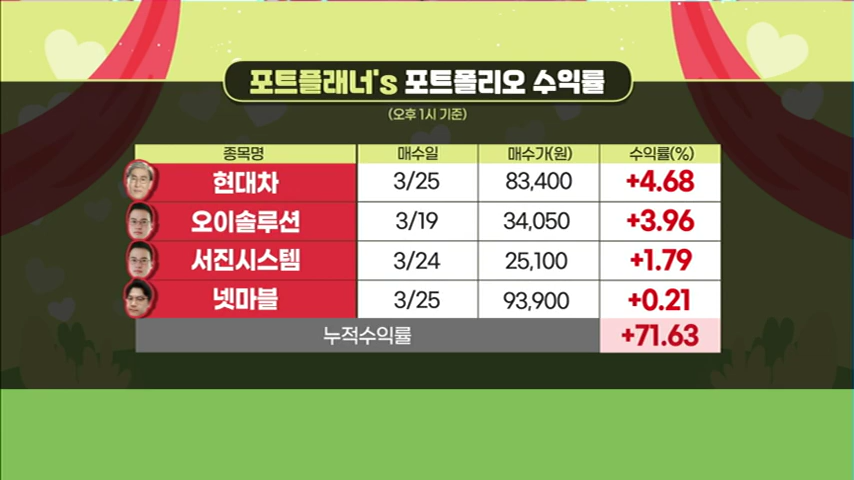 포트플래너's 포트폴리오 수익률
(오후 1시 기준)
종목명 매수일 매수가(원) 수익률(%)
현대차 3/25 83,400 +4.68
오이솔루션 3/19 34,050 +3.96
서진시스템 3/24 25,100 +1.79
넷마블 3/25 93,900 +0.21
누적수익률 +71.63